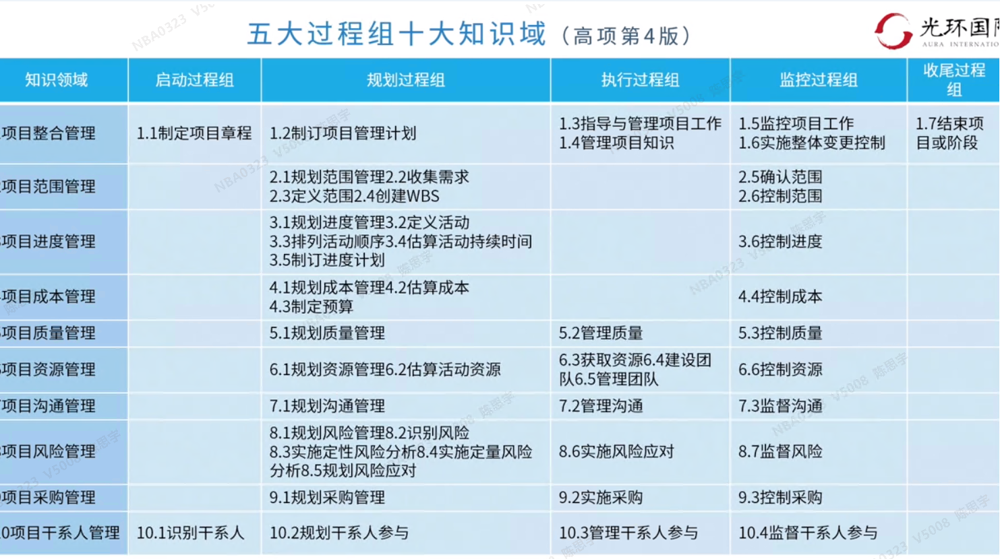 五大过程组十大知识域（高项第4版）
光环国
AURA INTERNATIO
知识领域
启动过程组
规划过程组
执行过程组
监控过程组
收尾过程
组
项目整合管理
1.1制定项目章程
1.2制订项目管理计划
1.3指导与管理项目工作
1.4管理项目知识
1.5监控项目工作
1.6实施整体变更控制
1.7结束项
目或阶段
项目范围管理
2.1规划范围管理2.2收集需求
2.3定义范围2.4创建WBS
2.5确认范围
2.6控制范围
项目进度管理
3.1规划进度管理3.2定义活动
3.3排列活动顺序3.4估算活动持续时间
3.5制订进度计划
3.6控制进度
项目成本管理
4.1规划成本管理4.2估算成本
4.3制定预算
4.4控制成本
项目质量管理
5.1规划质量管理
5.2管理质量
5.3控制质量
项目资源管理
6.1规划资源管理6.2估算活动资源
6.3获取资源6.4建设团
队6.5管理团队
6.6控制资源
项目沟通管理
7.1规划沟通管理
7.2管理沟通
7.3监督沟通
项目风险管理
8.1规划风险管理8.2识别风险
8.3实施定性风险分析8.4实施定量风险
分析8.5规划风险应对
8.6实施风险应对
8.7监督风险
项目采购管理
9.1规划采购管理
9.2实施采购
9.3控制采购
0项目干系人管理
10.1识别干系人
10.2规划干系人参与
10.3管理干系人参与
10.4监督干系人参与
NBA0323 V5008 陈思宇